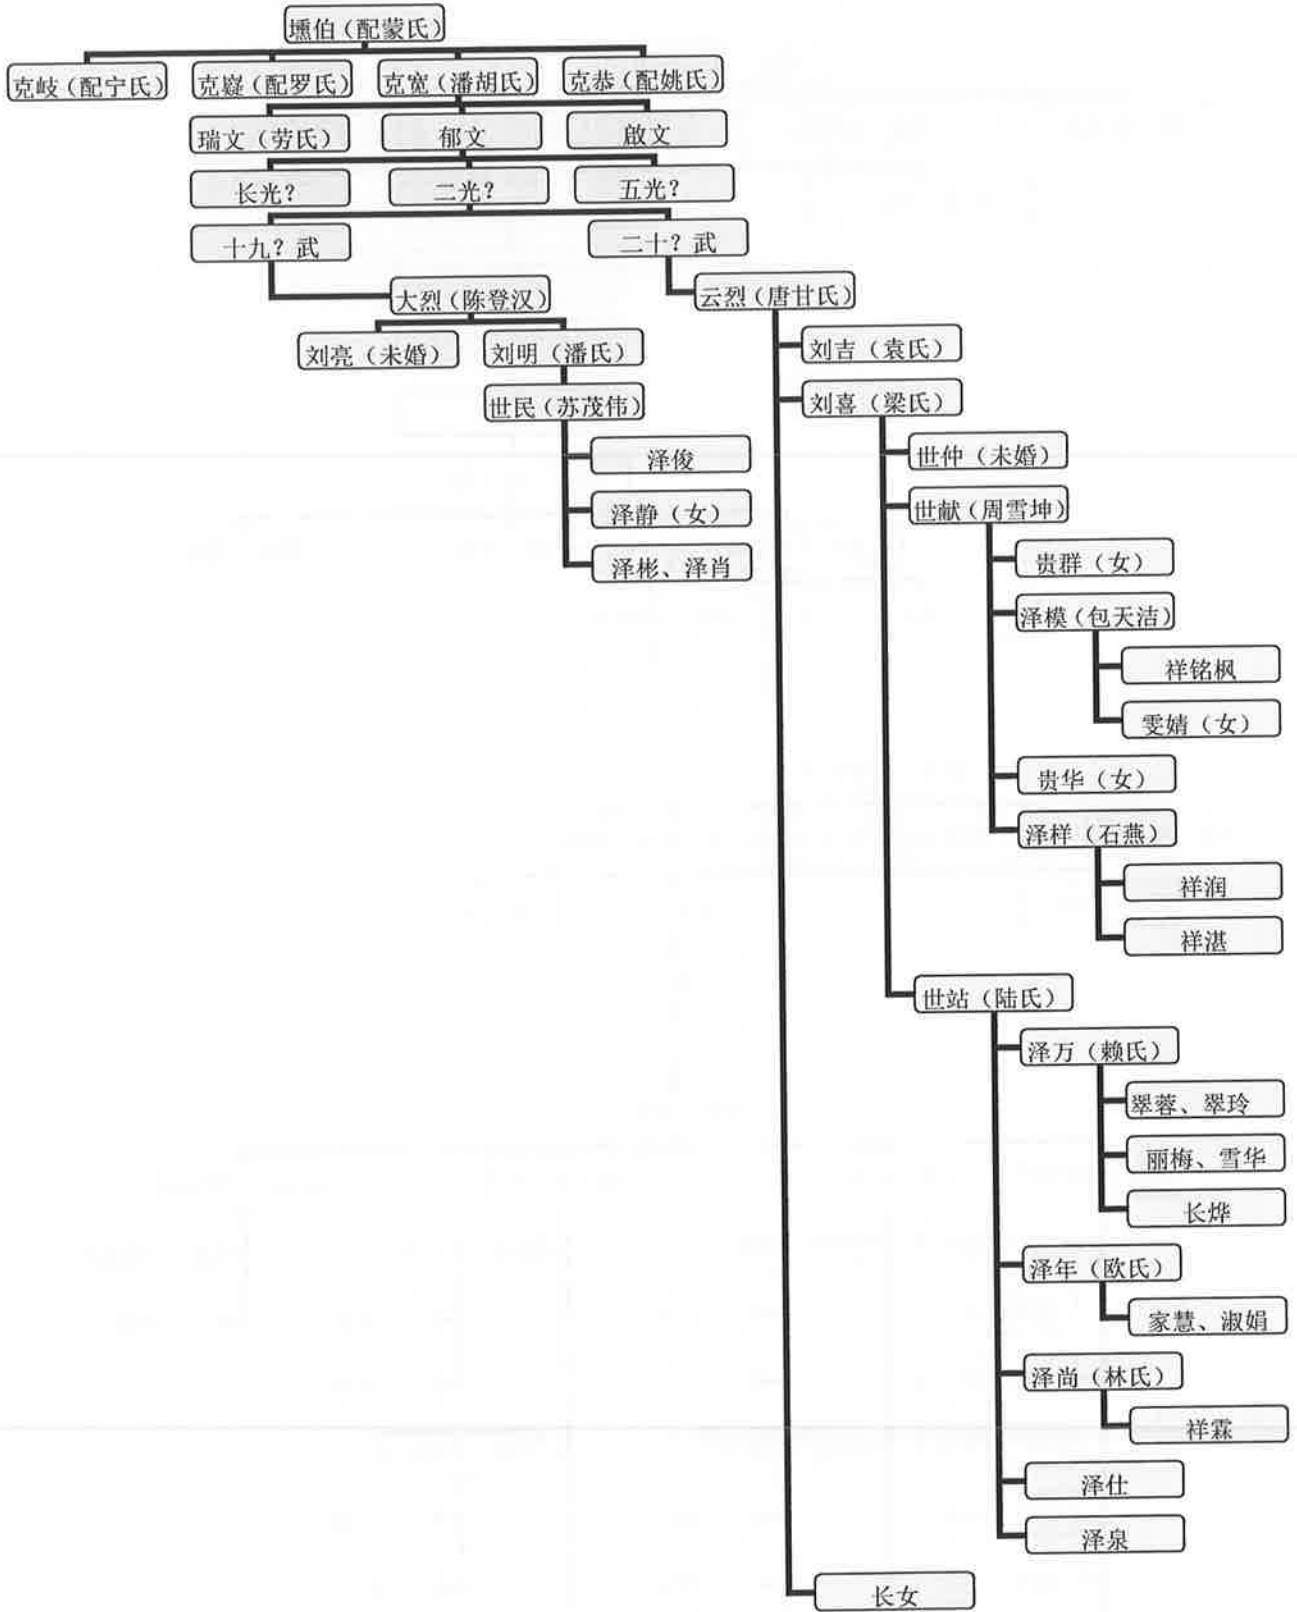 壎伯（配蒙氏）
克岐（配宁氏） 克嶷（配罗氏） 克宽（潘胡氏） 克恭（配姚氏）
瑞文（劳氏） 郁文 啟文
长光？ 二光？ 五光？
十九？武 二十？武
大烈（陈登汉） 云烈（唐甘氏）
刘亮（未婚） 刘明（潘氏） 刘吉（袁氏）
世民（苏茂伟） 刘喜（梁氏）
泽俊 世仲（未婚）
泽静（女） 世献（周雪坤）
泽彬、泽肖 贵群（女）
泽模（包天洁）
祥铭枫
雯婧（女）
贵华（女）
泽样（石燕）
祥润
祥湛
世站（陆氏）
泽万（赖氏）
翠蓉、翠玲
丽梅、雪华
长烨
泽年（欧氏）
家慧、淑娟
泽尚（林氏）
祥霖
泽仕
泽泉
长女